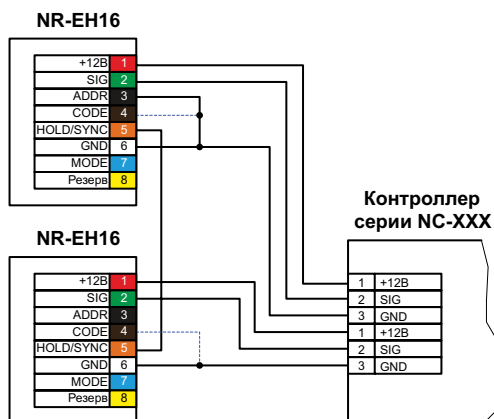 NR-EH16
+12В 1
SIG 2
ADDR 3
CODE 4
HOLD/SYNC 5
GND 6
MODE 7
Резерв 8
Контроллер
серии NC-XXX
NR-EH16
+12В 1
SIG 2
ADDR 3
CODE 4
HOLD/SYNC 5
GND 6
MODE 7
Резерв 8
1 +12В
2 SIG
3 GND
1 +12В
2 SIG
3 GND